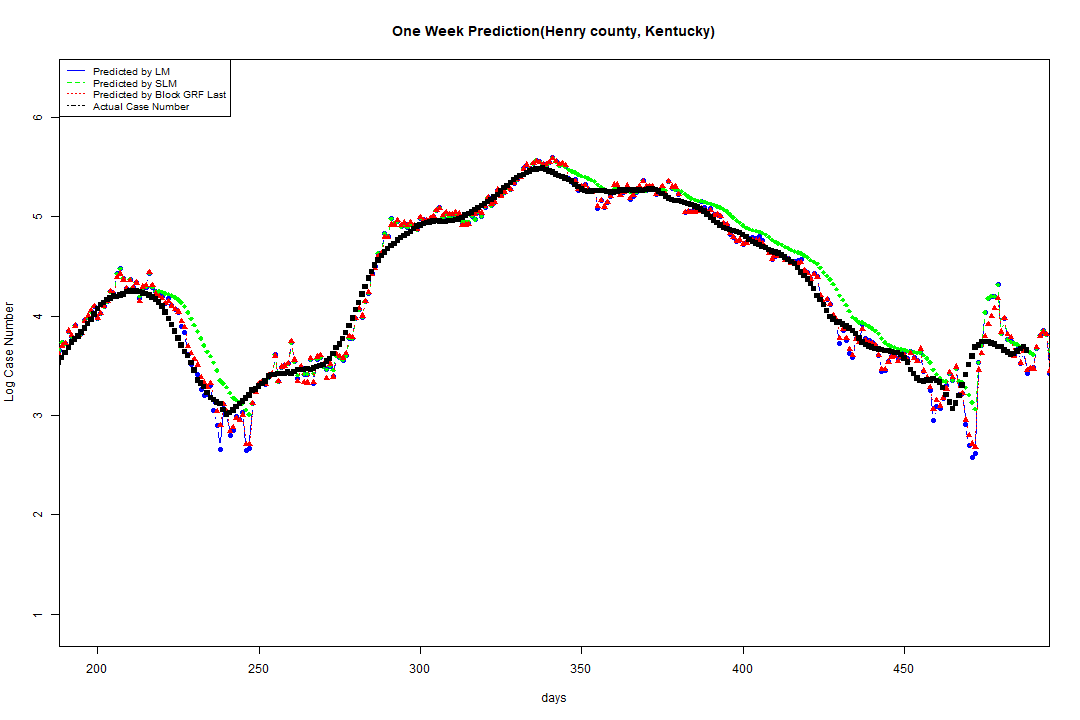 One Week Prediction(Henry county, Kentucky)
Predicted by LM
Predicted by SLM
Predicted by Block GRF Last
Actual Case Number
Log Case Number
6
5
4
3
2
1
200 250 300 350 400 450
days